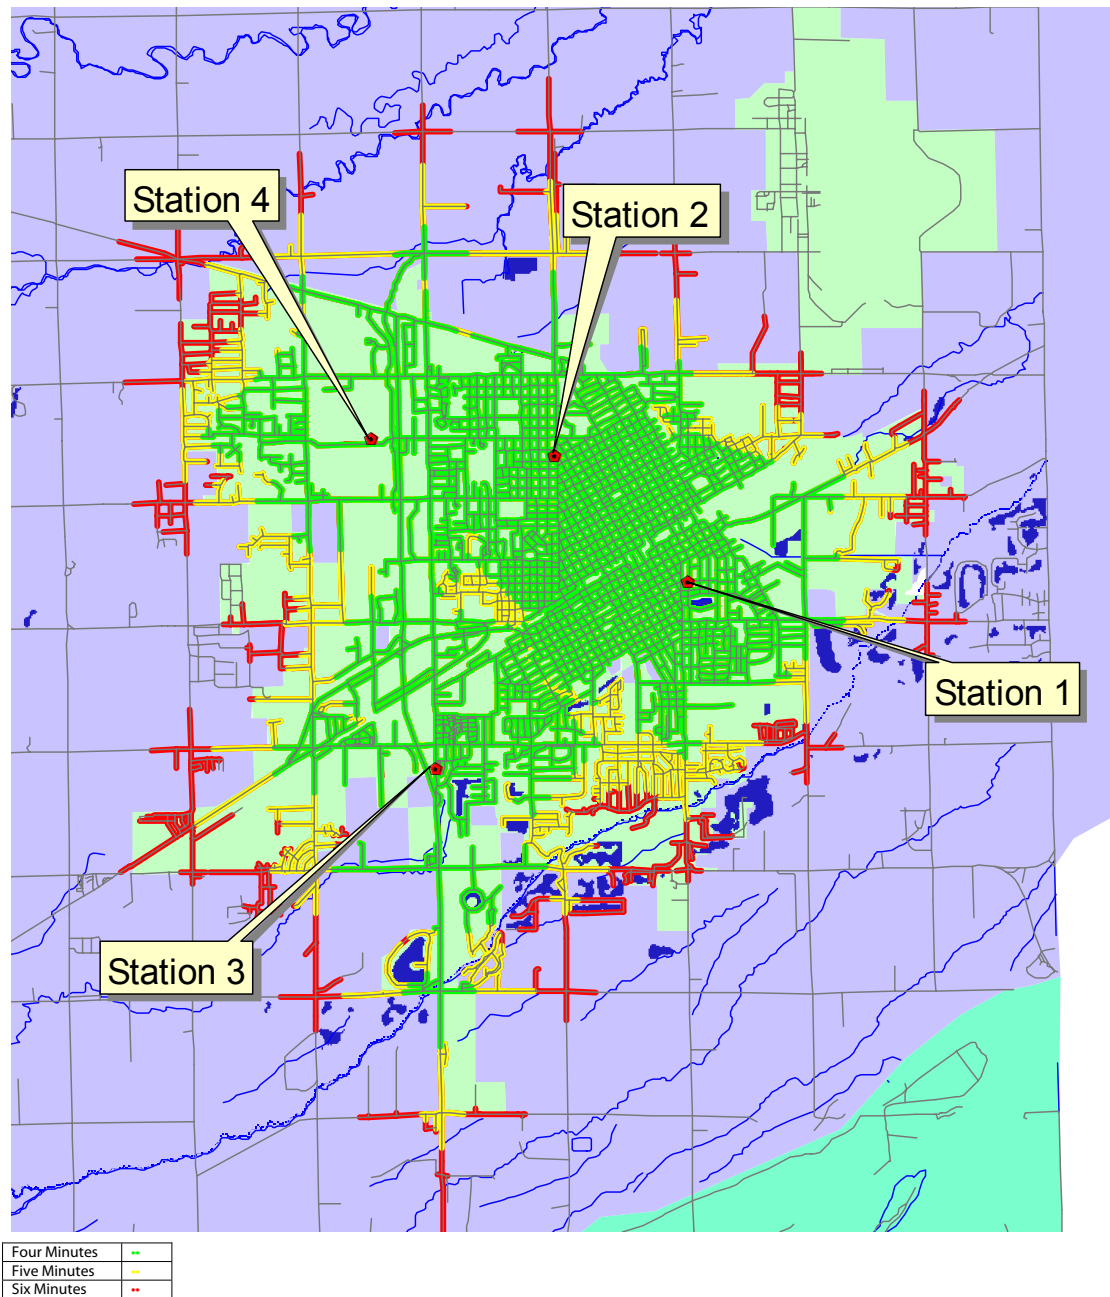 Station 4
Station 2
Station 1
Station 3
Four Minutes
Five Minutes
Six Minutes